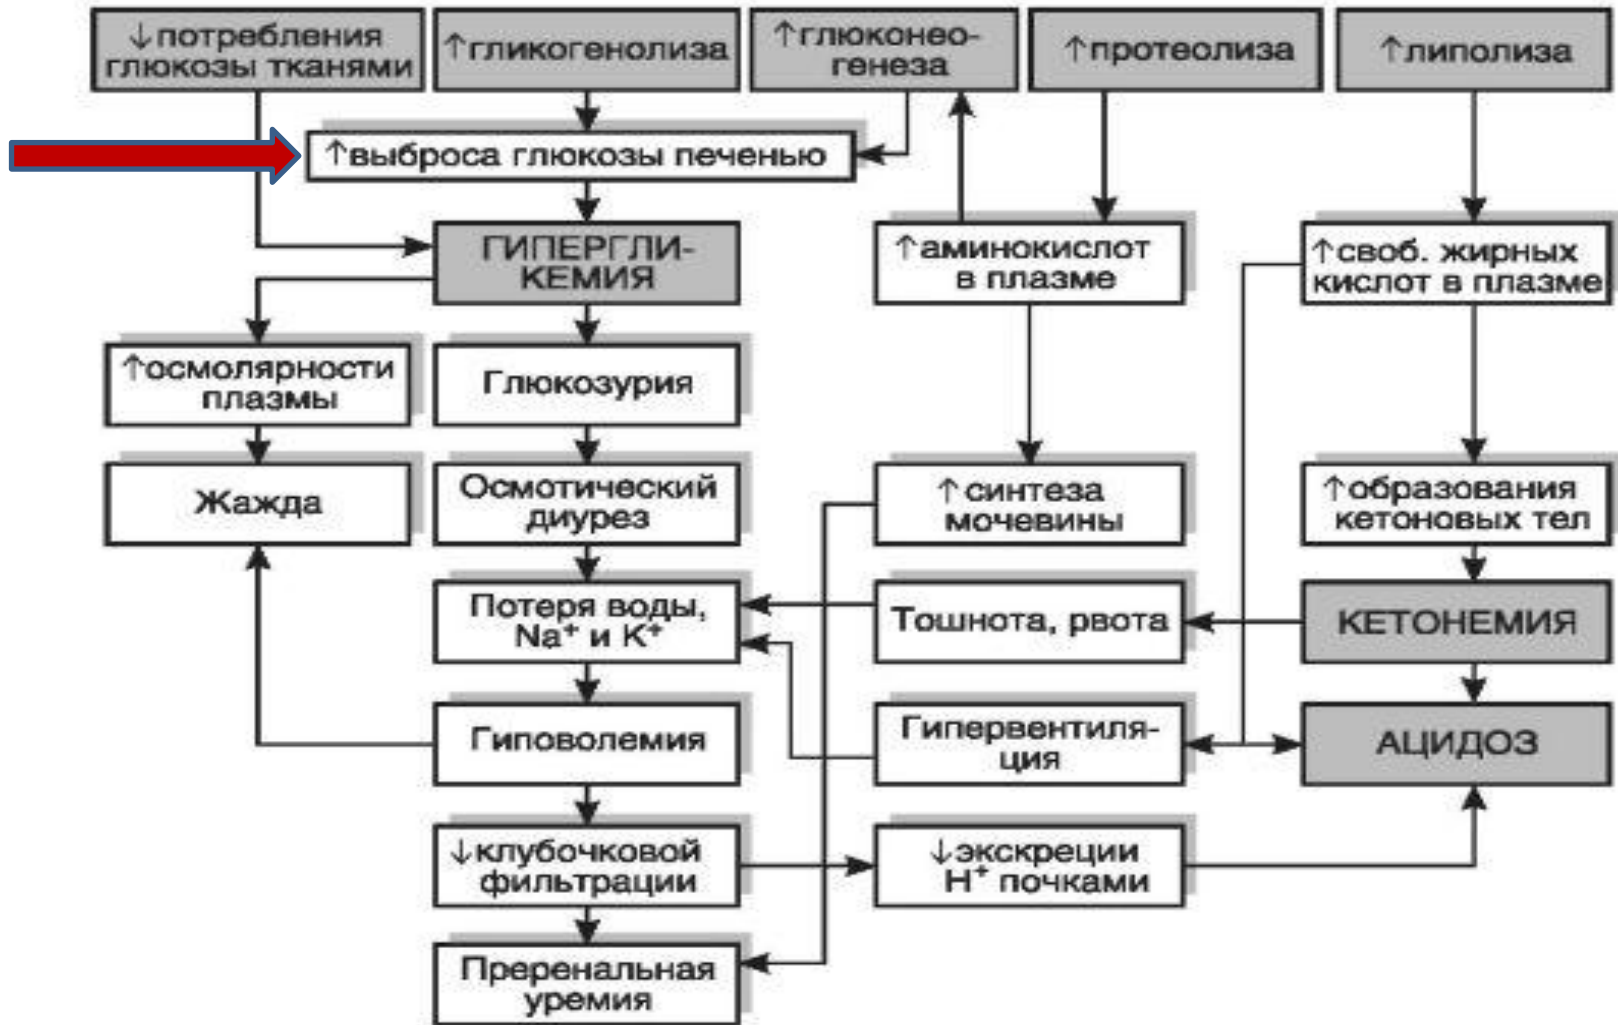 ↓потребления
глюкозы тканями
↑гликогенолиза
↑глюконео-
генеза
↑протеолиза
↑липолиза
↑выброса глюкозы печенью
ГИПЕРГЛИ-
КЕМИЯ
↑аминокислот
в плазме
↑своб. жирных
кислот в плазме
↑осмолярности
плазмы
Глюкозурия
Жажда
Осмотический
диурез
↑синтеза
мочевины
↑образования
кетоновых тел
Потеря воды,
Na⁺ и K⁺
Тошнота, рвота
КЕТОНЕМИЯ
Гиповолемия
Гипервентиля-
ция
АЦИДОЗ
↓клубочковой
фильтрации
↓экскреции
H⁺ почками
Преренальная
уремия